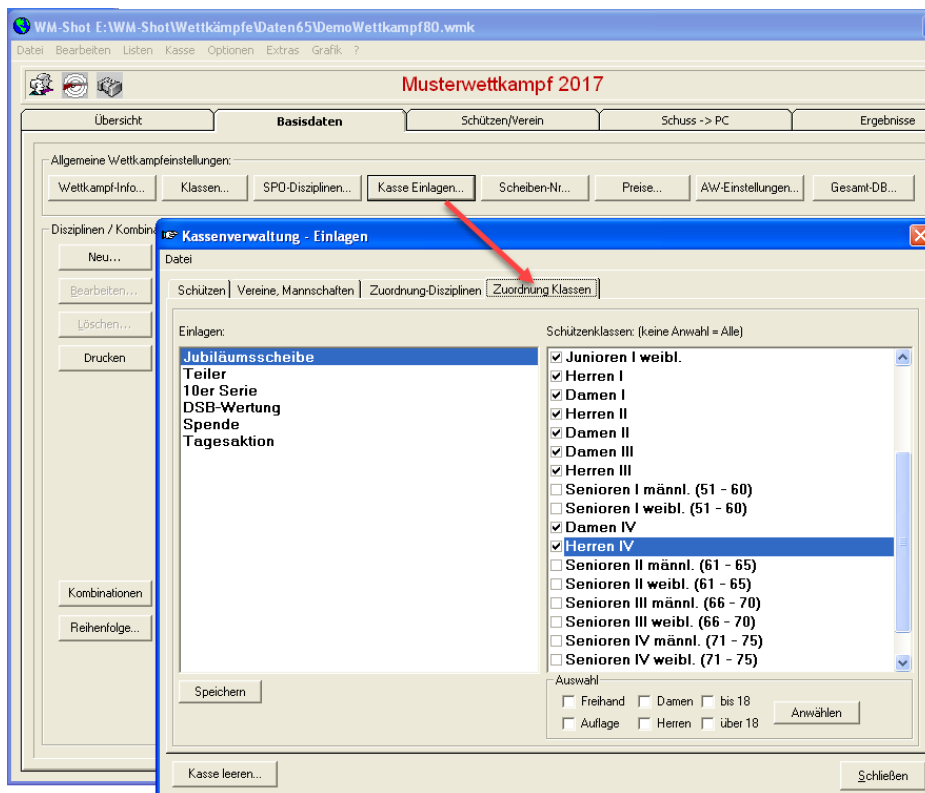 WM-Shot E:\WM-Shot\Wettkämpfe\Daten65\DemoWettkampf80.wmk
Datei Bearbeiten Listen Kasse Optionen Extras Grafik ?
Musterwettkampf 2017
Übersicht Basisdaten Schützen/Verein Schuss -> PC Ergebnisse
Allgemeine Wettkampfeinstellungen:
Wettkampf-Info... Klassen... SPO-Disziplinen... Kasse Einlagen... Scheiben-Nr... Preise... AW-Einstellungen... Gesamt-DB...
Disziplinen / Kombina
Neu...
Bearbeiten...
Löschen...
Drucken
Kombinationen
Reihenfolge...
Kassenverwaltung - Einlagen
Datei
Schützen Vereine, Mannschaften Zuordnung-Disziplinen Zuordnung Klassen
Einlagen:
Jubiläumsscheibe
Teiler
10er Serie
DSB-Wertung
Spende
Tagesaktion
Speichern
Schützenklassen: (keine Anwahl = Alle)
Junioren I weibl.
Herren I
Damen I
Herren II
Damen II
Damen III
Herren III
Senioren I männl. (51 - 60)
Senioren I weibl. (51 - 60)
Damen IV
Herren IV
Senioren II männl. (61 - 65)
Senioren II weibl. (61 - 65)
Senioren III männl. (66 - 70)
Senioren III weibl. (66 - 70)
Senioren IV männl. (71 - 75)
Senioren IV weibl. (71 - 75)
Auswahl
Freihand Damen bis 18
Auflage Herren über 18
Anwählen
Kasse leeren...
Schließen